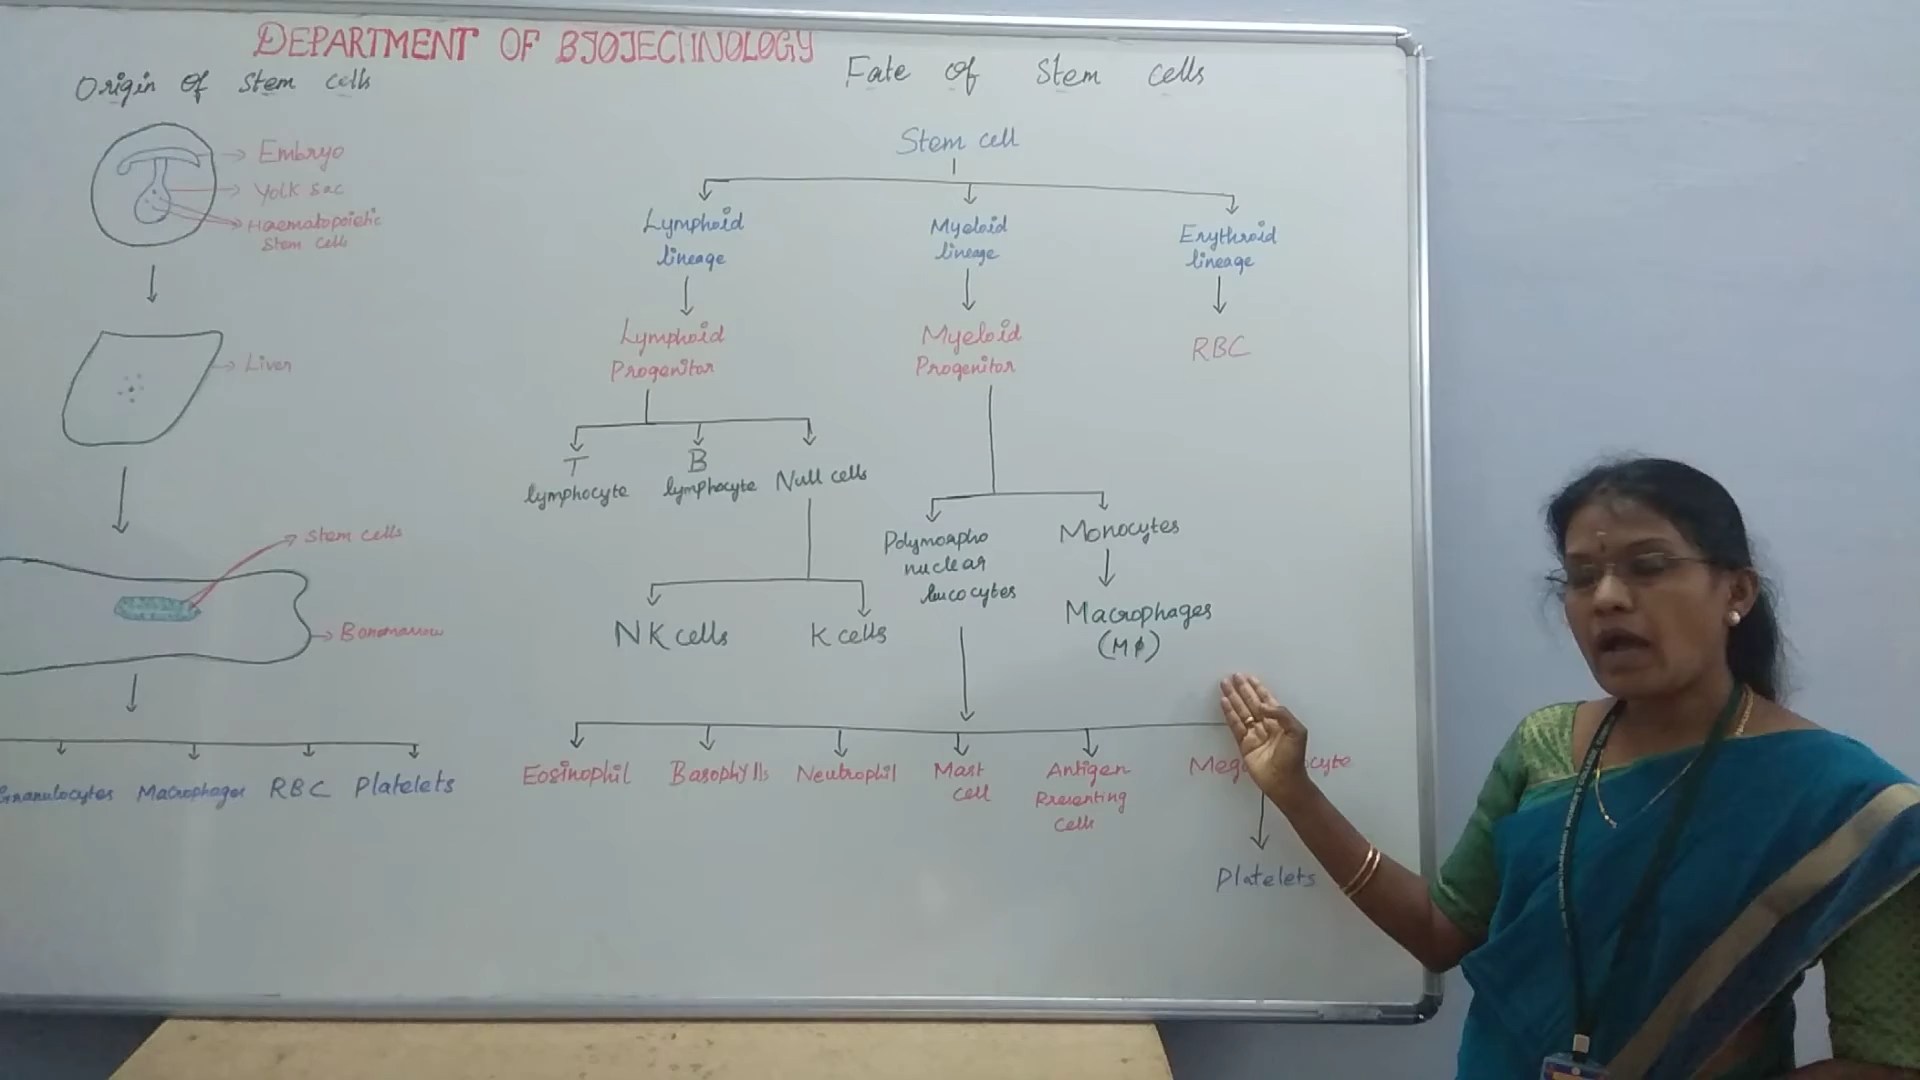 DEPARTMENT OF BIOTECHNOLOGY
Origin of Stem cells
Embryo
Yolk Sac
Haematopoietic
Stem Cells
Liver
Stem cells
Bonemarrow
Granulocytes Macrophages RBC Platelets
Fate of Stem cells
Stem cell
Lymphoid
lineage
Myeloid
lineage
Erythroid
lineage
Lymphoid
Progenitor
Myeloid
Progenitor
RBC
T
lymphocyte
B
lymphocyte
Null cells
NK cells
K cells
Polymorpho
nuclear
leucocytes
Monocytes
Macrophages
(Mϕ)
Eosinophil
Basophylls
Neutrophil
Mast
cell
Antigen
Presenting
Cells
Platelets